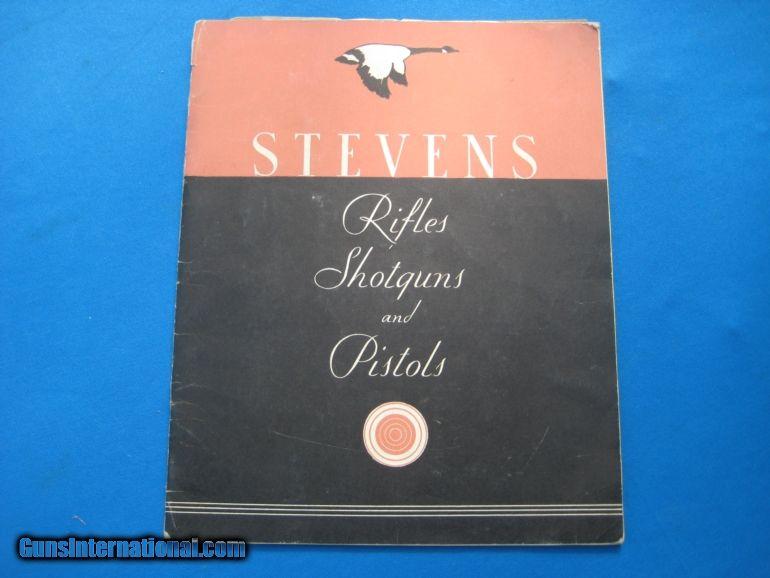 STEVENS
Rifles
Shotguns
and
Pistols
GunsInternational.com